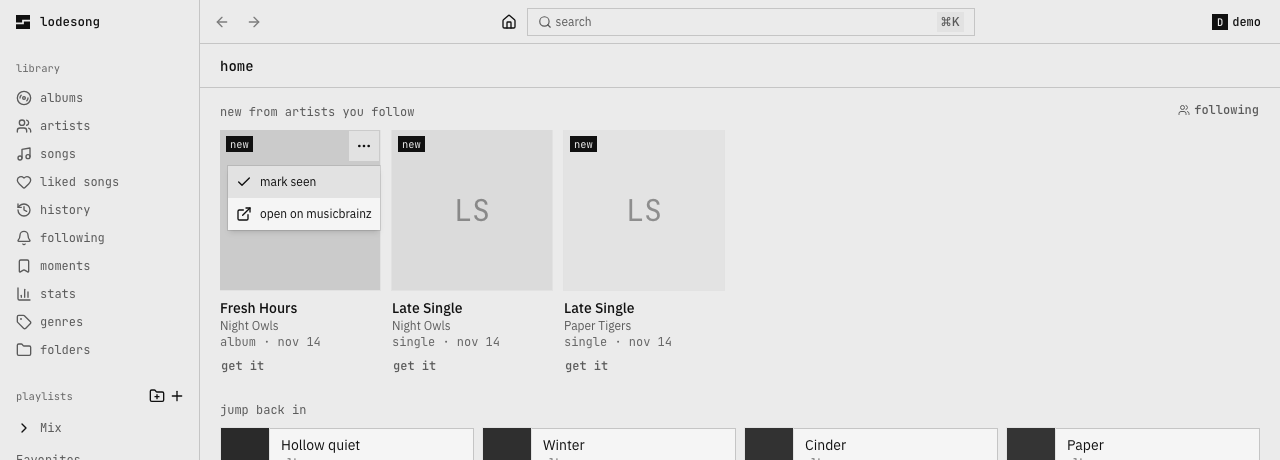 lodesong
search
⌘K
D demo
library
albums
artists
songs
liked songs
history
following
moments
stats
genres
folders
playlists
Mix
Favorites
home
new from artists you follow
following
new
mark seen
open on musicbrainz
Fresh Hours
Night Owls
album · nov 14
get it
new
LS
Late Single
Night Owls
single · nov 14
get it
new
LS
Late Single
Paper Tigers
single · nov 14
get it
jump back in
Hollow quiet
Winter
Cinder
Paper